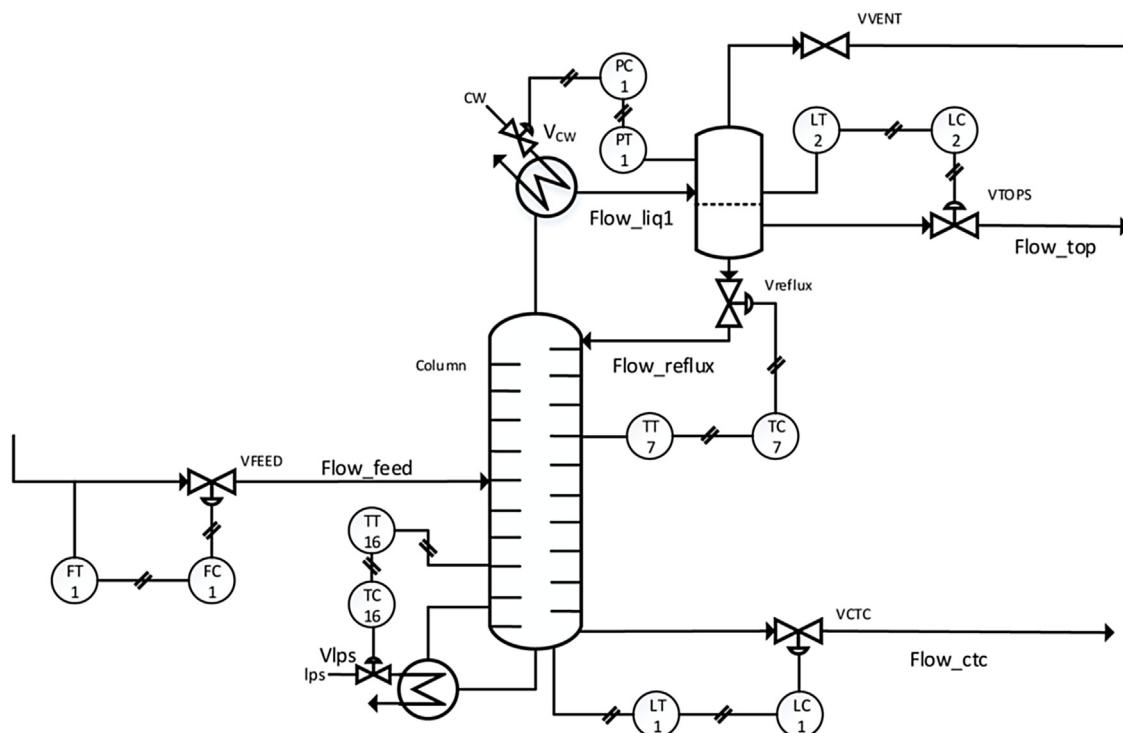 VVENT
PC
1
CW
VCW
LT
2
LC
2
PT
1
VTOPS
Flow_liq1
Flow_top
Vreflux
Column
Flow_reflux
TT
7
TC
7
VFEED
Flow_feed
TT
16
FT
1
FC
1
TC
16
VCTC
Vlps
lps
Flow_ctc
LT
1
LC
1